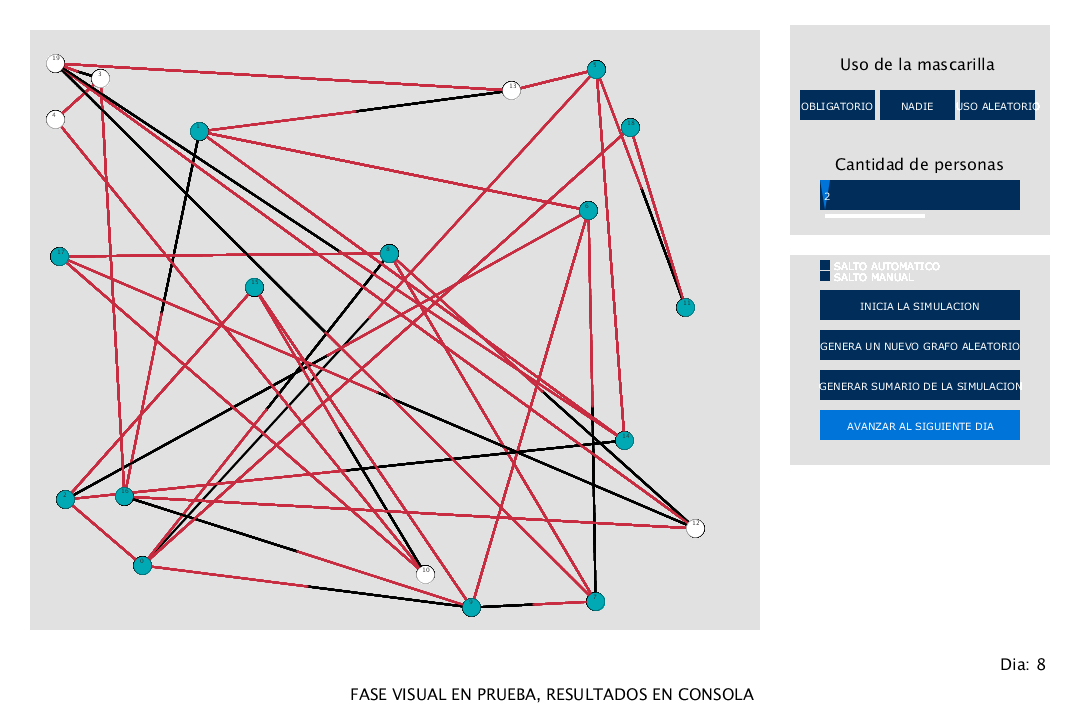 Uso de la mascarilla
OBLIGATORIO
NADIE
USO ALEATORIO
Cantidad de personas
2
SALTO AUTOMATICO
SALTO MANUAL
INICIA LA SIMULACION
GENERA UN NUEVO GRAFO ALEATORIO
GENERAR SUMARIO DE LA SIMULACION
AVANZAR AL SIGUIENTE DIA
19
3
4
13
12
10
Dia: 8
FASE VISUAL EN PRUEBA, RESULTADOS EN CONSOLA